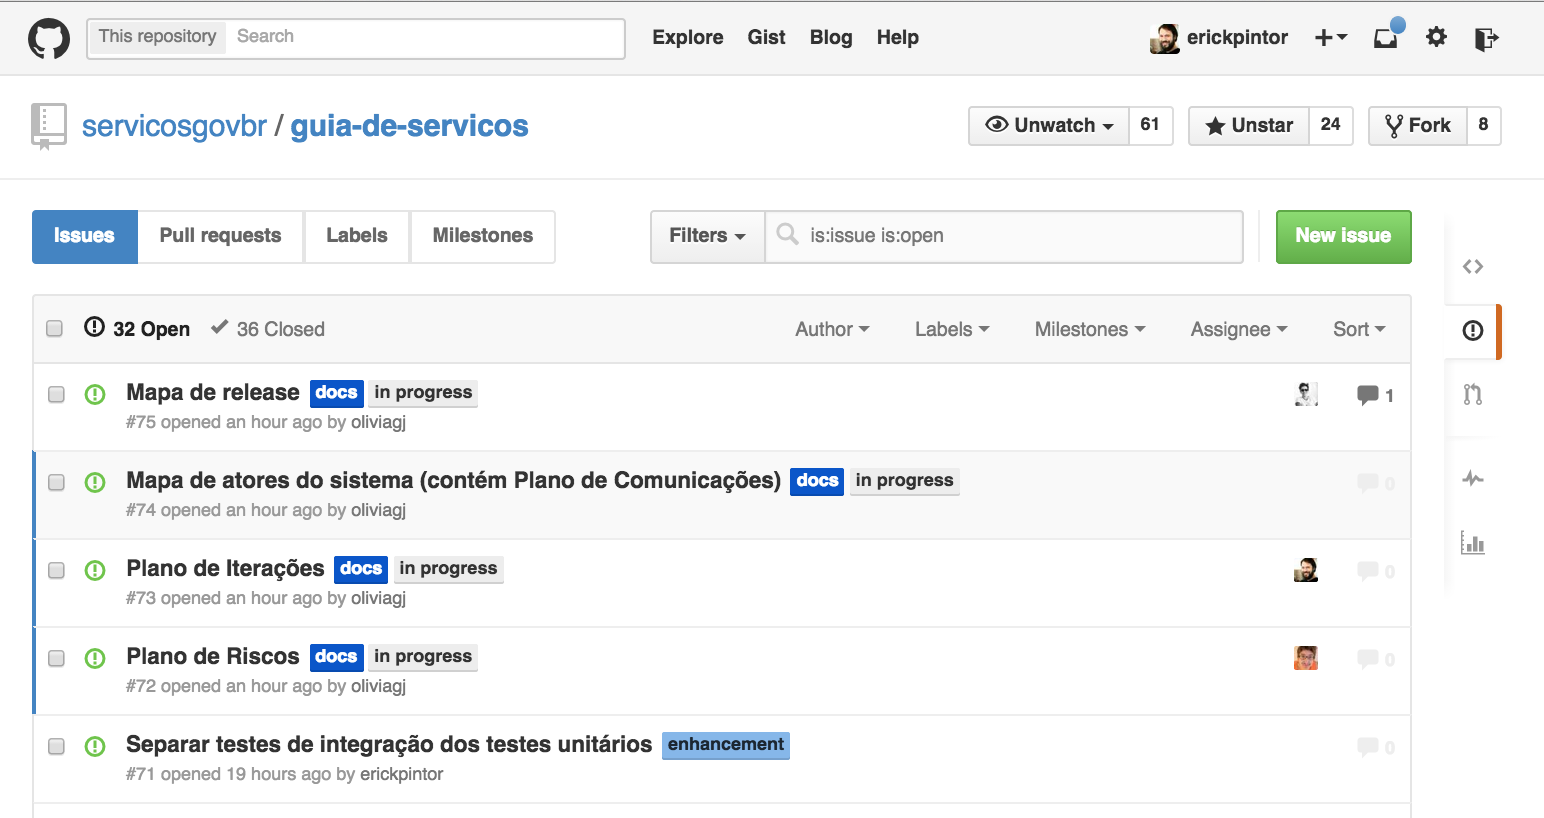 This repository Search Explore Gist Blog Help erickpintor
servicosgovbr / guia-de-servicos Unwatch 61 Unstar 24 Fork 8
Issues Pull requests Labels Milestones Filters is:issue is:open New issue
32 Open 36 Closed Author Labels Milestones Assignee Sort
Mapa de release docs in progress 1
#75 opened an hour ago by oliviagj
Mapa de atores do sistema (contém Plano de Comunicações) docs in progress 0
#74 opened an hour ago by oliviagj
Plano de Iterações docs in progress 0
#73 opened an hour ago by oliviagj
Plano de Riscos docs in progress 0
#72 opened an hour ago by oliviagj
Separar testes de integração dos testes unitários enhancement 0
#71 opened 19 hours ago by erickpintor